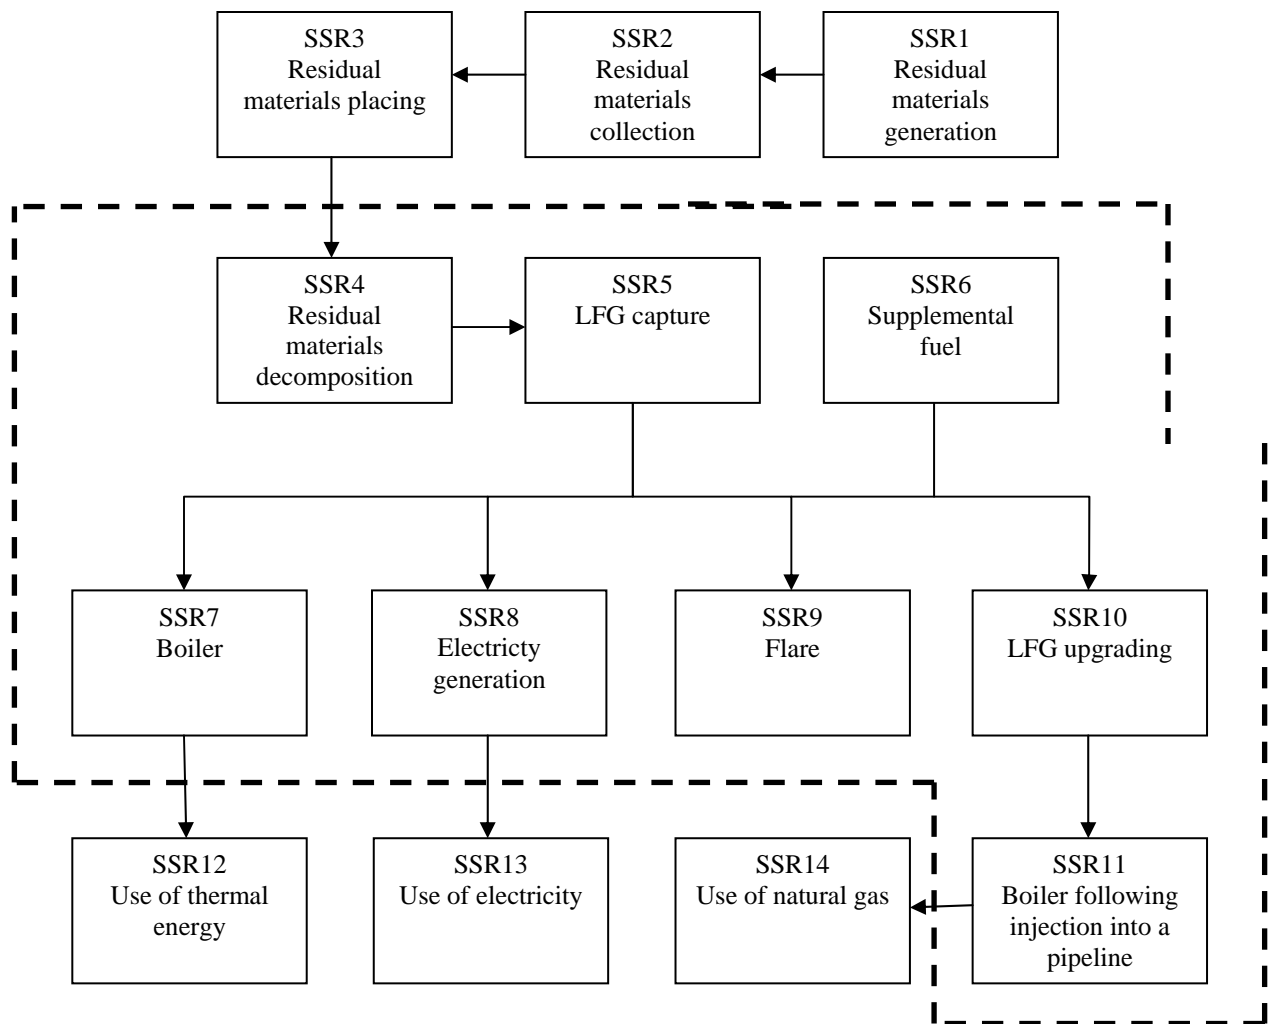 SSR3
Residual
materials placing
SSR2
Residual
materials
collection
SSR1
Residual
materials
generation
SSR4
Residual
materials
decomposition
SSR5
LFG capture
SSR6
Supplemental
fuel
SSR7
Boiler
SSR8
Electricty
generation
SSR9
Flare
SSR10
LFG upgrading
SSR12
Use of thermal
energy
SSR13
Use of electricity
SSR14
Use of natural gas
SSR11
Boiler following
injection into a
pipeline